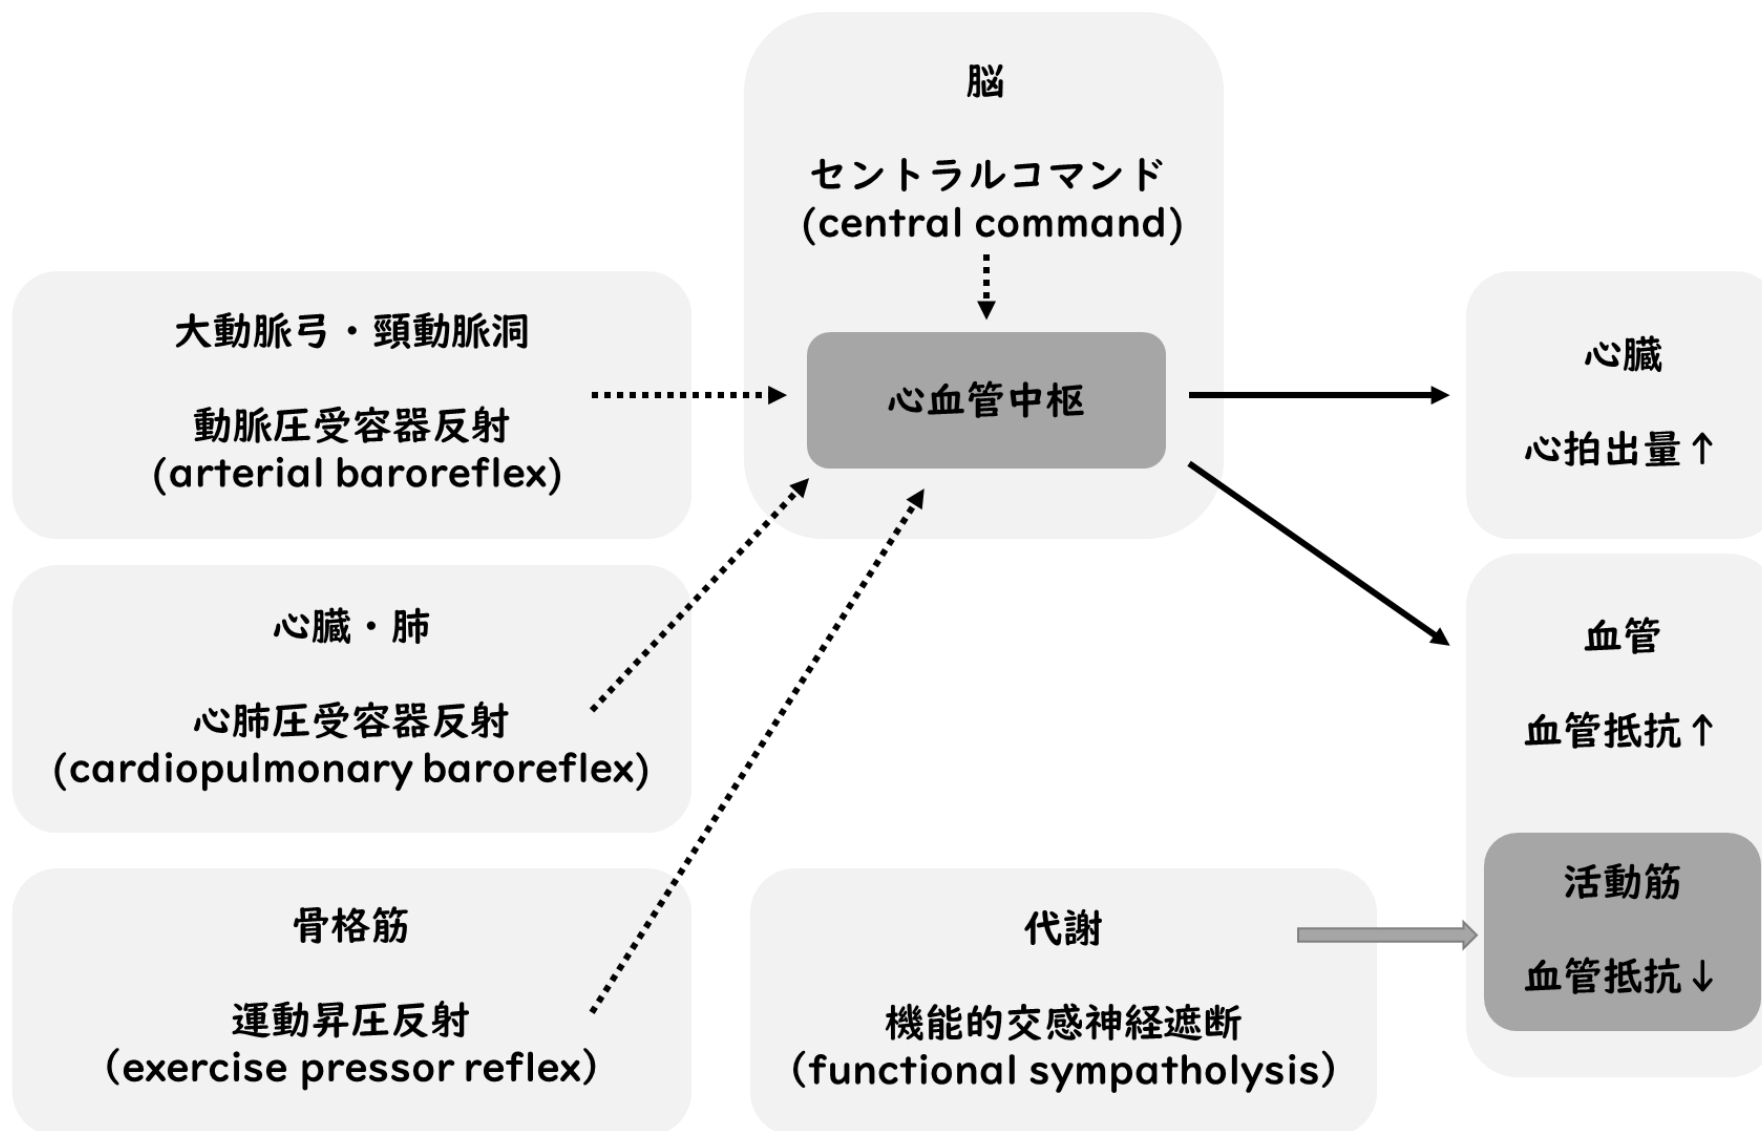 脳
セントラルコマンド
(central command)
心血管中枢
大動脈弓・頸動脈洞
動脈圧受容器反射
(arterial baroreflex)
心臓・肺
心肺圧受容器反射
(cardiopulmonary baroreflex)
骨格筋
運動昇圧反射
(exercise pressor reflex)
代謝
機能的交感神経遮断
(functional sympatholysis)
心臓
心拍出量↑
血管
血管抵抗↑
活動筋
血管抵抗↓